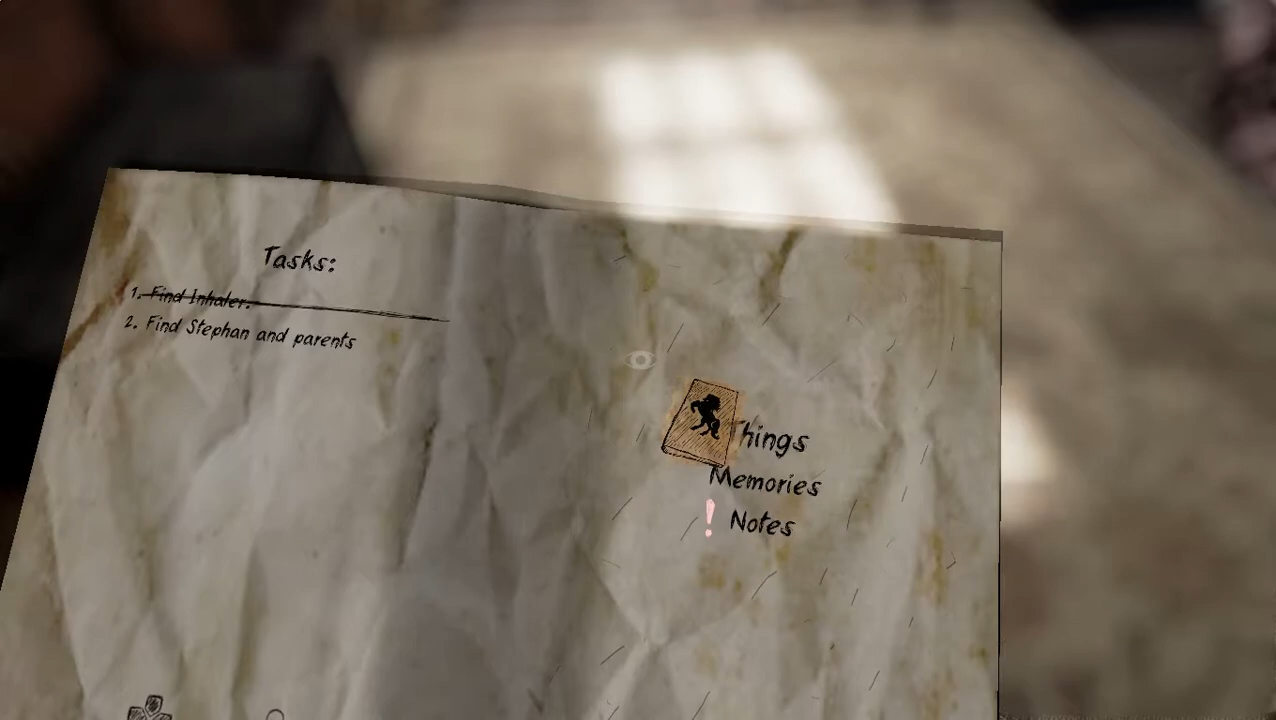 Tasks:
1. Find Inhaler.
2. Find Stephan and parents
Things
Memories
! Notes